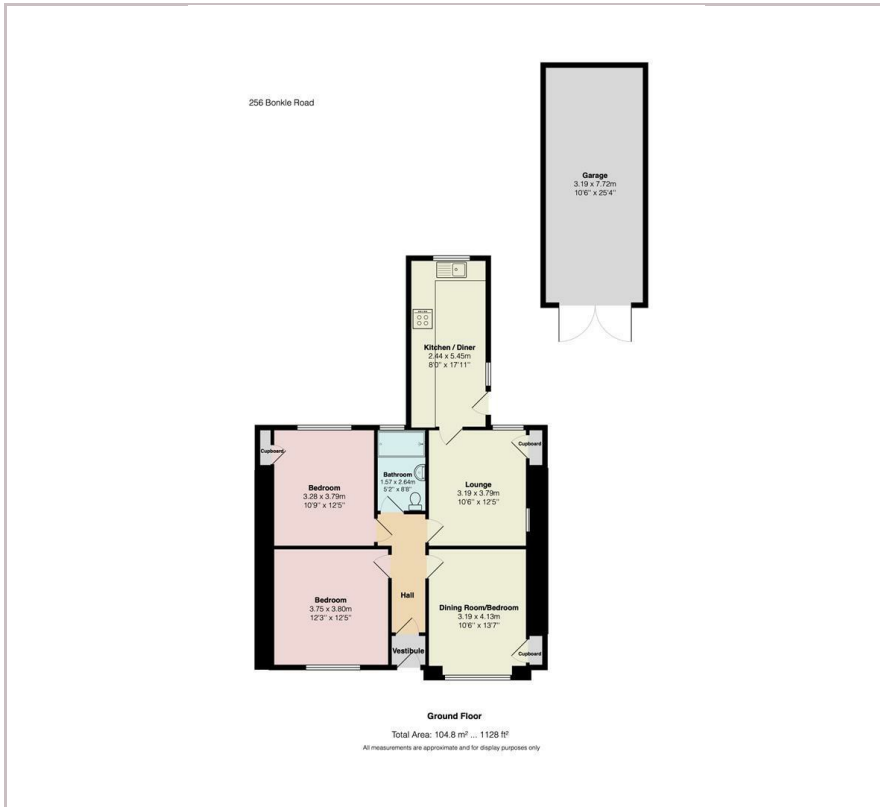 256 Bonkle Road
Garage
3.19 x 7.72m
10'6'' x 25'4''
Kitchen / Diner
2.44 x 5.45m
8'0'' x 17'11''
Cupboard
Bedroom
3.28 x 3.79m
10'9'' x 12'5''
Bathroom
1.57 x 2.64m
5'2'' x 8'8''
Lounge
3.19 x 3.79m
10'6'' x 12'5''
Cupboard
Bedroom
3.75 x 3.80m
12'3'' x 12'5''
Hall
Vestibule
Dining Room/Bedroom
3.19 x 4.13m
10'6'' x 13'7''
Cupboard
Ground Floor
Total Area: 104.8 m² ... 1128 ft²
All measurements are approximate and for display purposes only